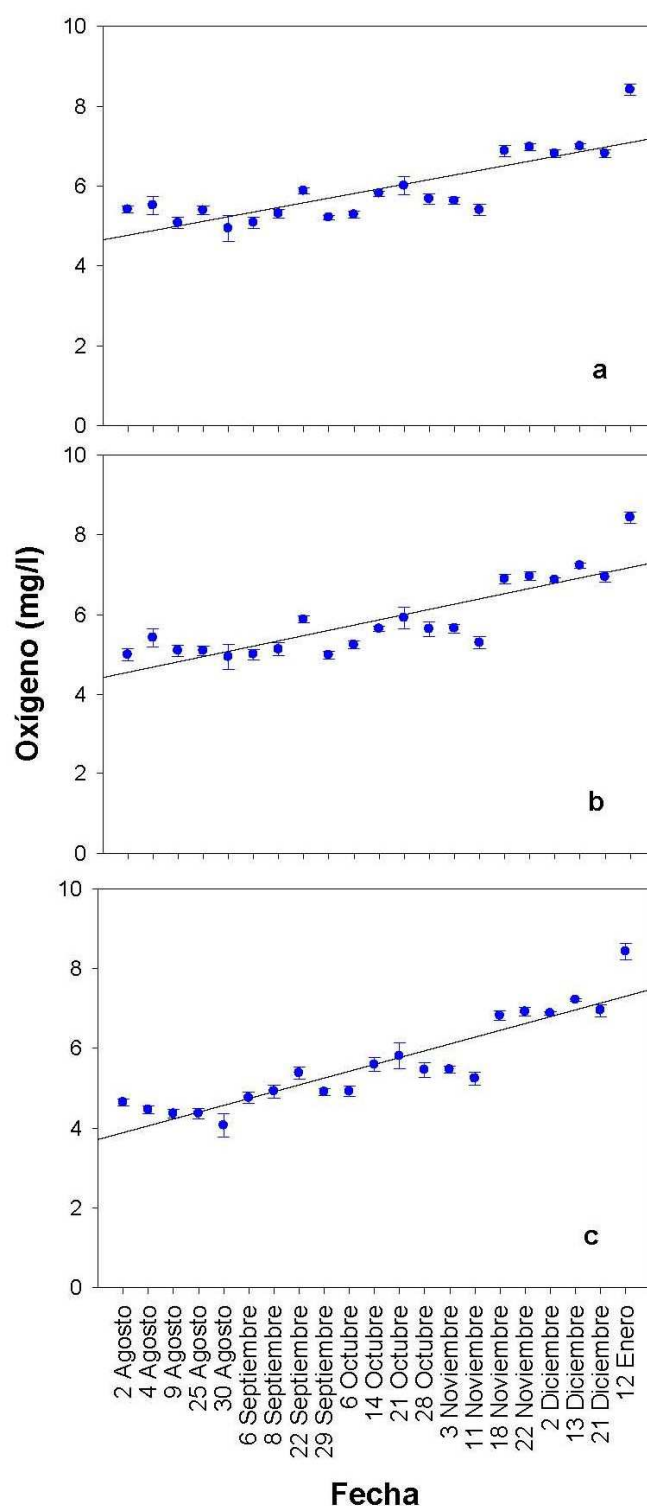 10
8
6
4
2
0
a
10
8
6
4
2
0
b
Oxígeno (mg/l)
10
8
6
4
2
0
c
2 Agosto
4 Agosto
9 Agosto
25 Agosto
30 Agosto
6 Septiembre
8 Septiembre
22 Septiembre
29 Septiembre
6 Octubre
14 Octubre
21 Octubre
28 Octubre
3 Noviembre
11 Noviembre
18 Noviembre
22 Noviembre
2 Diciembre
13 Diciembre
21 Diciembre
12 Enero
Fecha